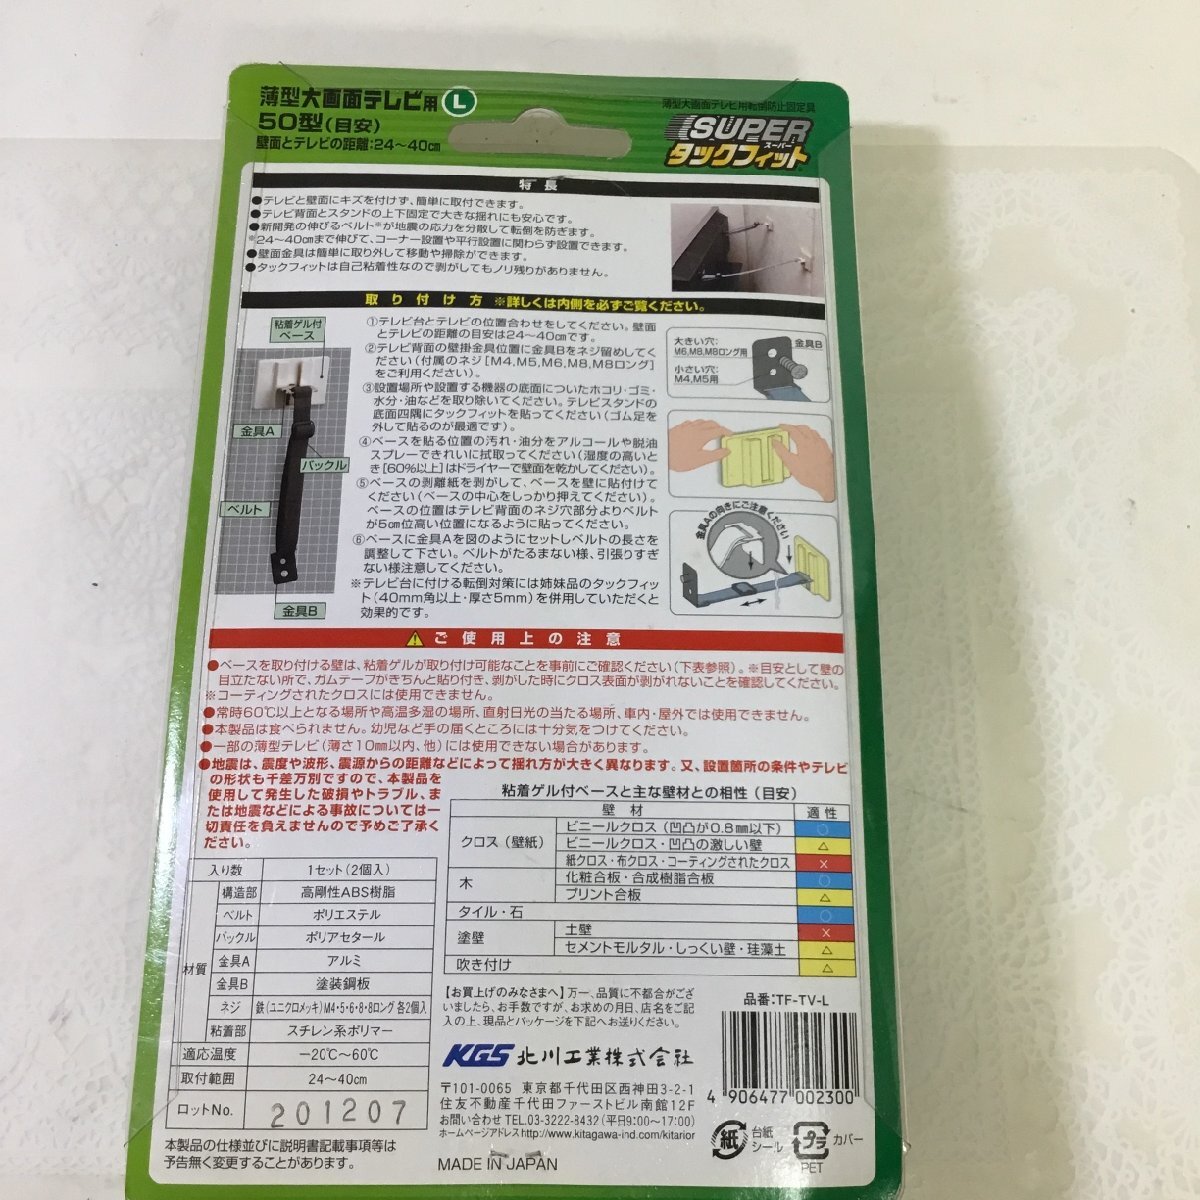 薄型大画面テレビ用 L
50型(目安)
壁面とテレビの距離:24〜40㎝
薄型大画面テレビ用転倒防止固定具
SUPER
スーパー
タックフィット
特長
●テレビと壁面にキズを付けず、簡単に取付できます。
●テレビ背面とスタンドの上下固定で大きな揺れにも安心です。
●新開発の伸びるベルト※が地震の応力を分散して転倒を防ぎます。
※24〜40㎝まで伸びて、コーナー設置や平行設置に関わらず設置できます。
●壁面金具は簡単に取り外して移動や掃除ができます。
●タックフィットは自己粘着性なので剥がしてもノリ残りがありません。
取り付け方 ※詳しくは内側を必ずご覧ください。
粘着ゲル付
ベース
金具A
バックル
ベルト
金具B
①テレビ台とテレビの位置合わせをしてください。壁面
とテレビの距離の目安は24〜40㎝です。
②テレビ背面の壁掛金具位置に金具Bをネジ留めしてく
ださい(付属のネジ[M4,M5,M6,M8,M8ロング]
をご利用ください)。
③設置場所や設置する機器の底面についたホコリ・ゴミ・
水分・油などを取り除いてください。テレビスタンドの
底面四隅にタックフィットを貼ってください(ゴム足を
外して貼るのが最適です)。
④ベースを貼る位置の汚れ・油分をアルコールや脱油
スプレーできれいに拭取ってください(湿度の高いと
き[60%以上]はドライヤーで壁面を乾かしてください)。
⑤ベースの剥離紙を剥がして、ベースを壁に貼付けて
ください(ベースの中心をしっかり押えてください)。
ベースの位置はテレビ背面のネジ穴部分よりベルト
が5㎝位高い位置になるように貼ってください。
⑥ベースに金具Aを図のようにセットしベルトの長さを
調整して下さい。ベルトがたるまない様、引張りすぎ
ない様注意してください。
※テレビ台に付ける転倒対策には姉妹品のタックフィッ
ト(40mm角以上・厚さ5mm)を併用していただくと
効果的です。
大きい穴:
M6,M8,M8ロング用
小さい穴:
M4,M5用
金具B
金具Aの向きにご注意ください
ご使用上の注意
●ベースを取り付ける壁は、粘着ゲルが取り付け可能なことを事前にご確認ください(下表参照)。※目安として壁の
目立たない所で、ガムテープがきちんと貼り付き、剥がした時にクロス表面が剥がれないことを確認してください。
※コーティングされたクロスには使用できません。
●常時60℃以上となる場所や高温多湿の場所、直射日光の当たる場所、車内・屋外では使用できません。
●本製品は食べられません。幼児など手の届くところには十分気をつけてください。
●一部の薄型テレビ(薄さ10mm以内、他)には使用できない場合があります。
●地震は、震度や波形、震源からの距離などによって揺れ方が大きく異なります。又、設置箇所の条件やテレビ
の形状も千差万別ですので、本製品を
使用して発生した破損やトラブル、ま
たは地震などによる事故については一
切責任を負えませんので予めご了承く
ださい。
粘着ゲル付ベースと主な壁材との相性(目安)
壁材 適性
クロス(壁紙) ビニールクロス(凹凸が0.8mm以下) ○
ビニールクロス・凹凸の激しい壁 △
紙クロス・布クロス・コーティングされたクロス ×
木 化粧合板・合成樹脂合板 ○
プリント合板 △
タイル・石 ○
塗壁 土壁 ×
セメントモルタル・しっくい壁・珪藻土 △
吹き付け △
入り数 1セット(2個入)
材質
構造部 高剛性ABS樹脂
ベルト ポリエステル
バックル ポリアセタール
金具A アルミ
金具B 塗装鋼板
ネジ 鉄(ユニクロメッキ)M4・5・6・8・8ロング 各2個入
粘着部 スチレン系ポリマー
適応温度 −20℃〜60℃
取付範囲 24〜40㎝
ロットNo. 201207
本製品の仕様並びに説明書記載事項等は
予告無く変更することがあります。
【お買上げのみなさまへ】万一、品質に不都合がござ
いましたら、お手数ですが、お求めの月日、店名をご記
入の上、現品とパッケージを下記へお送りください。
KGS 北川工業株式会社
〒101-0065 東京都千代田区西神田3-2-1
住友不動産千代田ファーストビル南館12F
お問い合わせ TEL.03-3222-8432(平日9:00〜17:00)
ホームページアドレスhttp://www.kitagawa-ind.com/kitarior
MADE IN JAPAN
品番:TF-TV-L
4 906477 002300
紙 台紙
シール
プラ カバー
PET